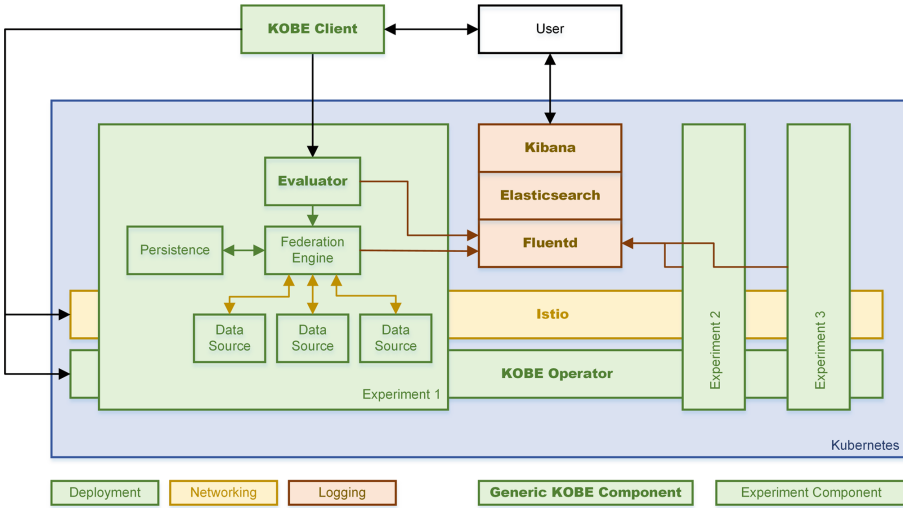 KOBE Client
User
Kibana
Evaluator
Elasticsearch
Persistence
Federation
Engine
Fluentd
Data
Source
Data
Source
Data
Source
Istio
Experiment 2
Experiment 3
KOBE Operator
Experiment 1
Kubernetes
Deployment
Networking
Logging
Generic KOBE Component
Experiment Component